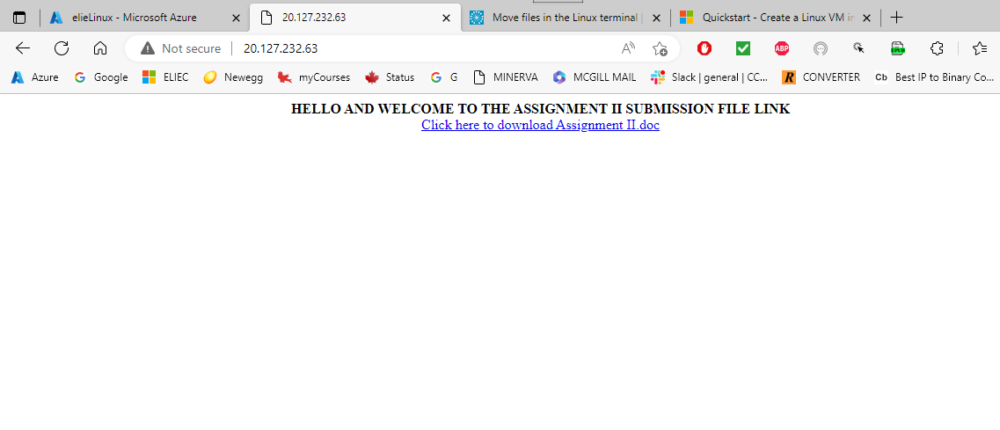 elieLinux - Microsoft Azure
20.127.232.63
Move files in the Linux terminal
Quickstart - Create a Linux VM in
Not secure 20.127.232.63
Azure Google ELIEC Newegg myCourses Status G MINERVA MCGILL MAIL Slack | general | CC... CONVERTER Cb Best IP to Binary Co...
HELLO AND WELCOME TO THE ASSIGNMENT II SUBMISSION FILE LINK
Click here to download Assignment II.doc